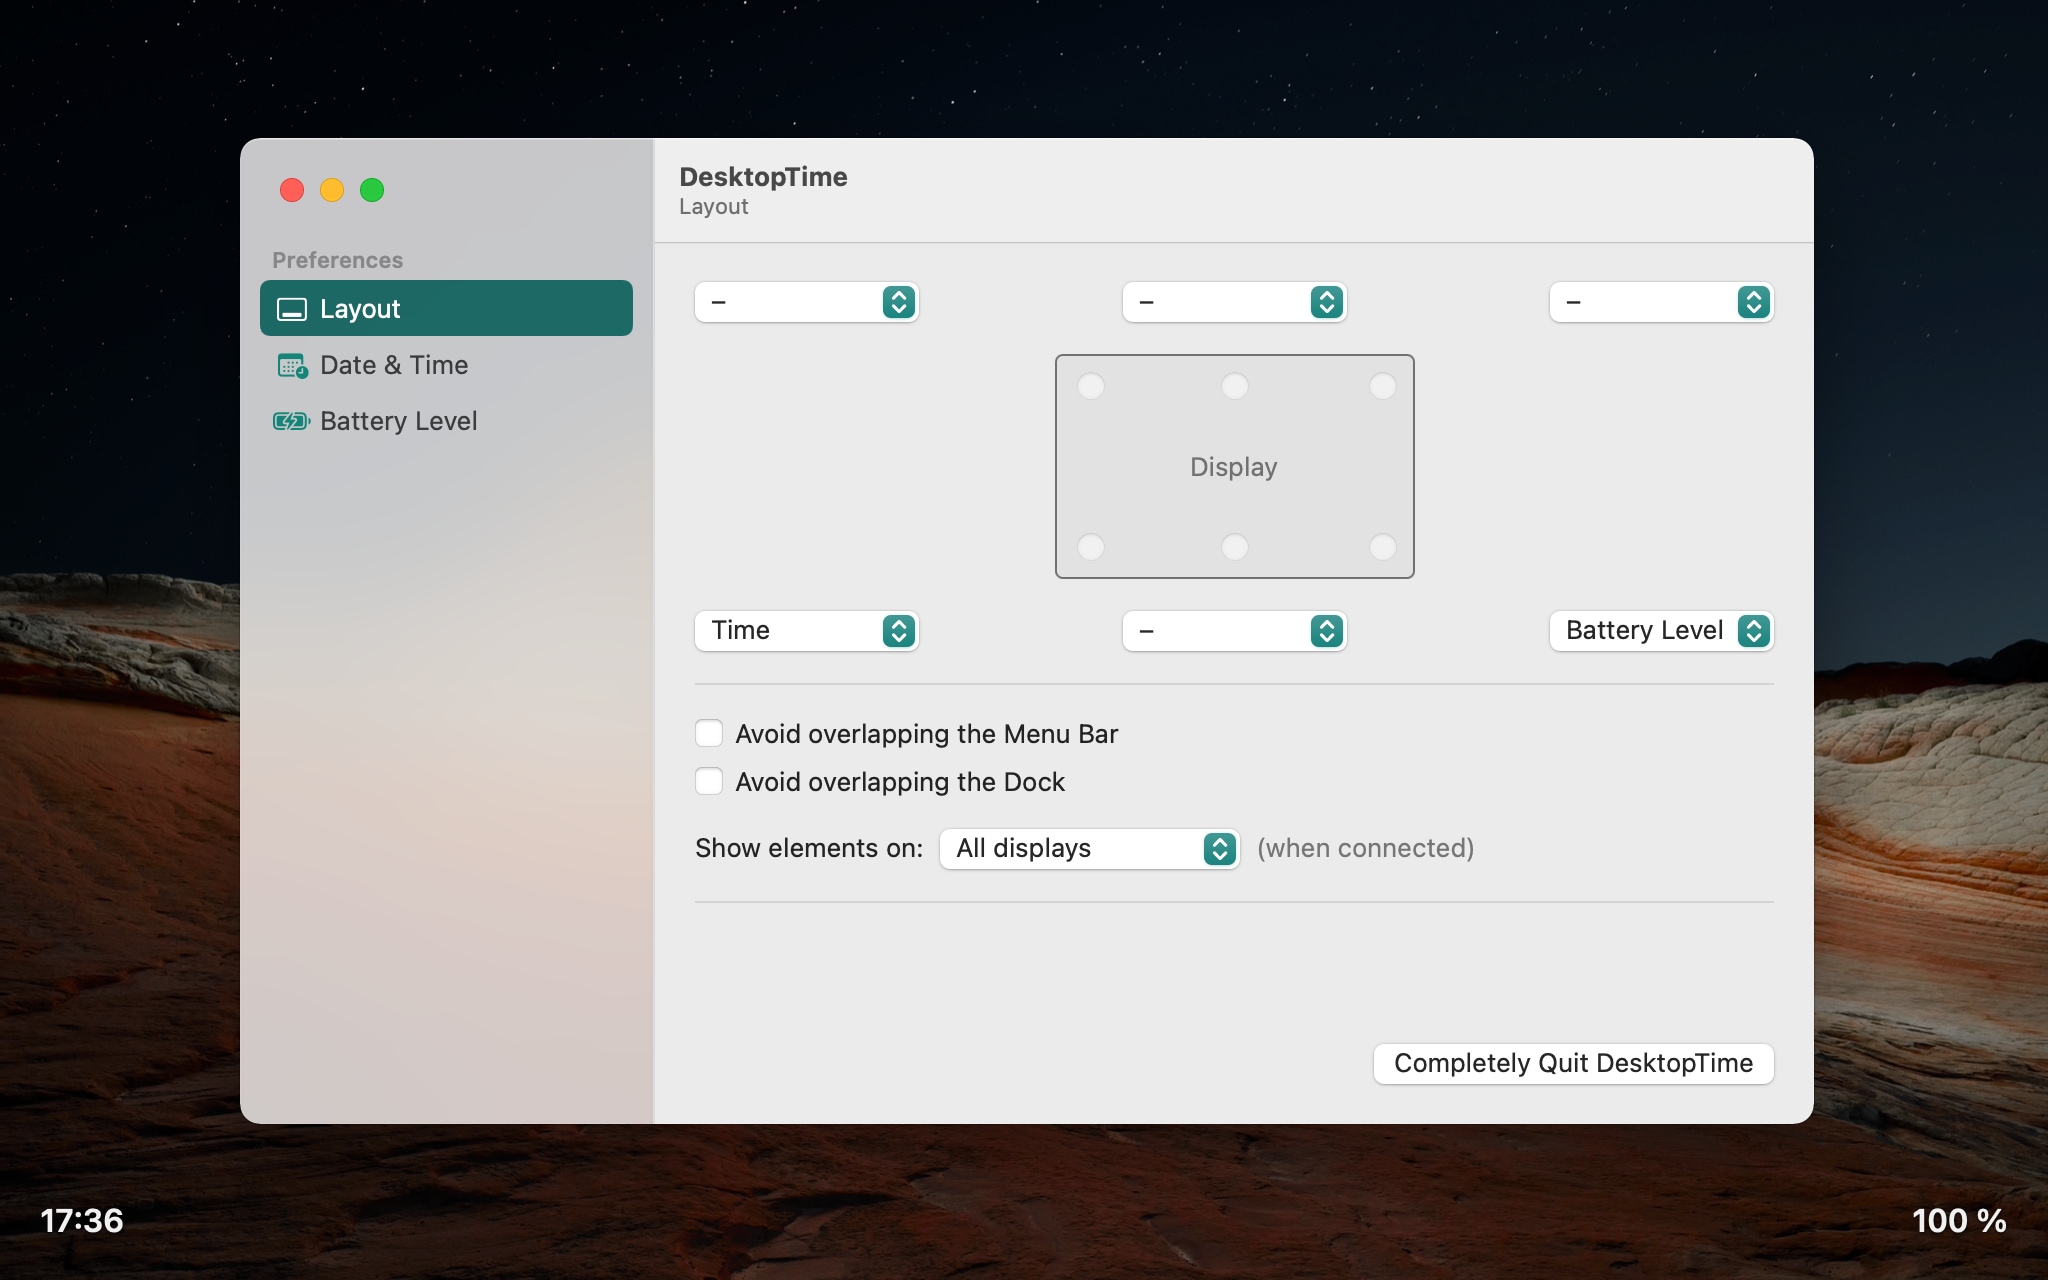 DesktopTime
Layout
Preferences
Layout
Date & Time
Battery Level
–
–
–
Display
Time
–
Battery Level
Avoid overlapping the Menu Bar
Avoid overlapping the Dock
Show elements on: All displays (when connected)
Completely Quit DesktopTime
17:36
100 %